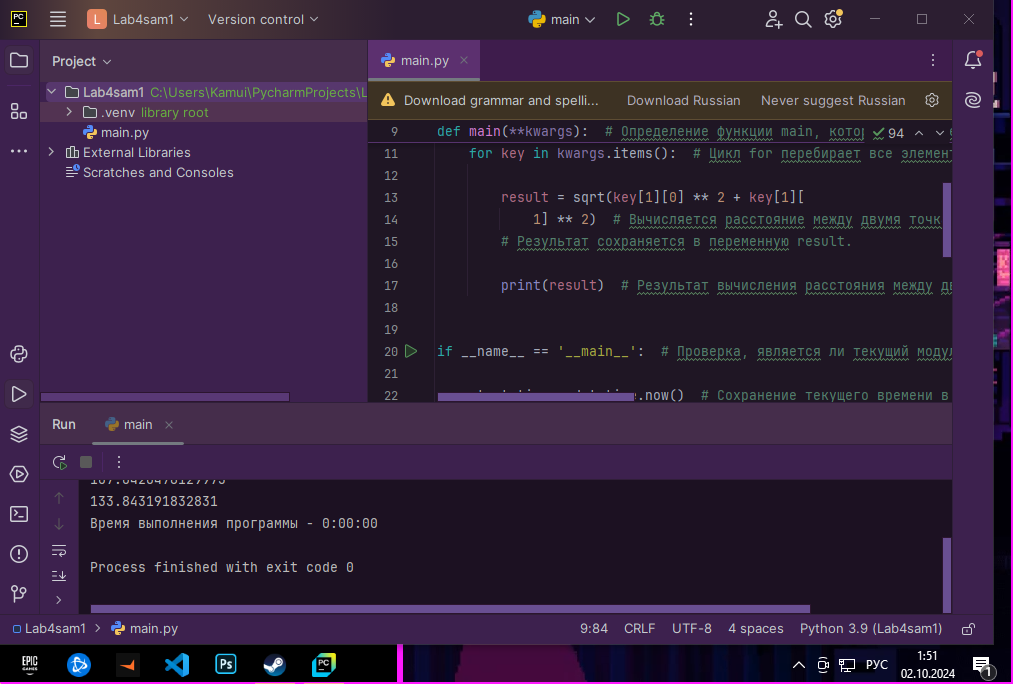 PC L Lab4sam1 Version control main
Project main.py
Lab4sam1 C:\Users\Kamui\PycharmProjects\L
.venv library root
main.py
External Libraries
Scratches and Consoles
Download grammar and spelli... Download Russian Never suggest Russian
9 def main(**kwargs): # Определение функции main, 94
11 for key in kwargs.items(): # Цикл for перебирает все
12
13 result = sqrt(key[1][0] ** 2 + key[1][
14 1] ** 2) # Вычисляется расстояние между двумя
15 # Результат сохраняется в переменную result.
16
17 print(result) # Результат вычисления расстояния между
18
19
20 if __name__ == '__main__': # Проверка, является ли текущий
21
22 .now() # Сохранение текущего времени в
Run main
133.843191832831
Время выполнения программы - 0:00:00
Process finished with exit code 0
Lab4sam1 > main.py 9:84 CRLF UTF-8 4 spaces Python 3.9 (Lab4sam1)
EPIC GAMES Ps PC РУС 1:51
02.10.2024 1